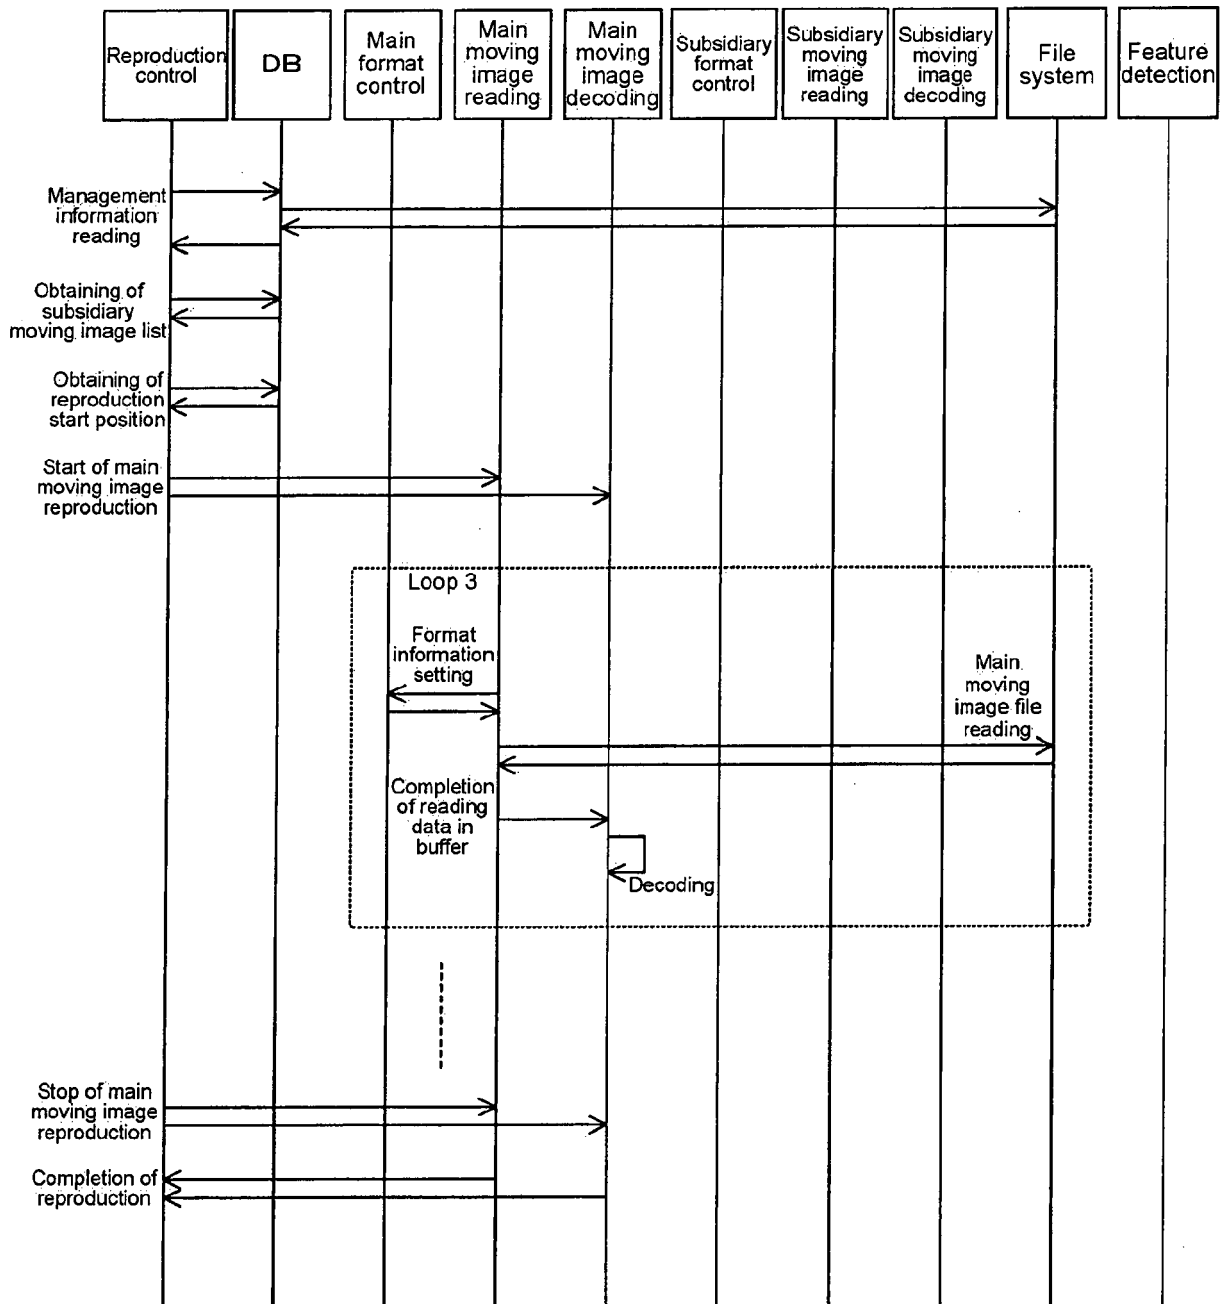 Reproduction
control
DB
Main
format
control
Main
moving
image
reading
Main
moving
image
decoding
Subsidiary
format
control
Subsidiary
moving
image
reading
Subsidiary
moving
image
decoding
File
system
Feature
detection
Management
information
reading
Obtaining of
subsidiary
moving image list
Obtaining of
reproduction
start position
Start of main
moving image
reproduction
Loop 3
Format
information
setting
Main
moving
image file
reading
Completion
of reading
data in
buffer
Decoding
Stop of main
moving image
reproduction
Completion of
reproduction